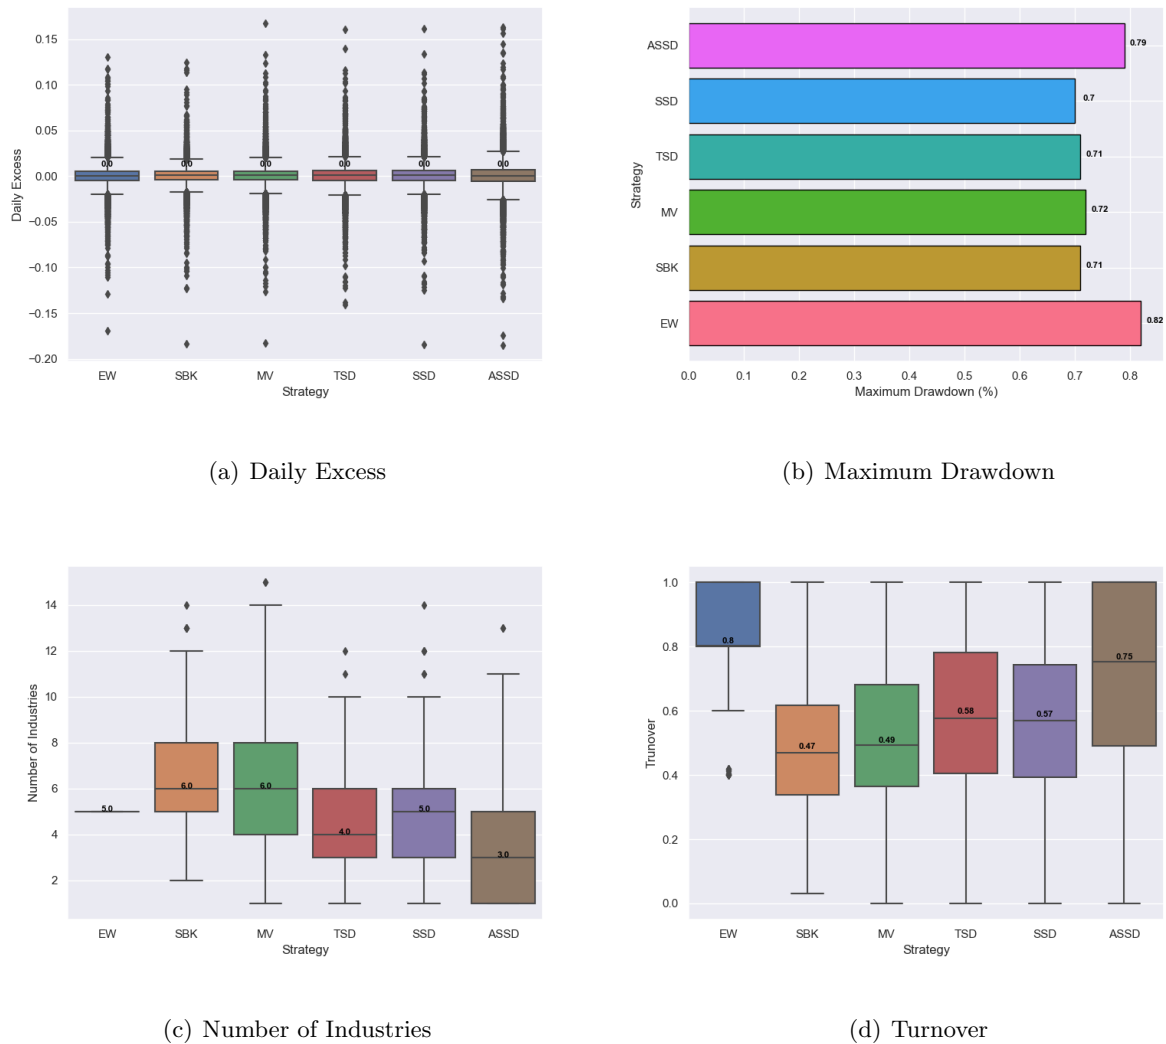 0.15
0.10
0.05
0.00
−0.05
−0.10
−0.15
−0.20
Daily Excess
0.0 0.0 0.0 0.0 0.0 0.0
EW SBK MV TSD SSD ASSD
Strategy
(a) Daily Excess
Strategy
ASSD 0.79
SSD 0.7
TSD 0.71
MV 0.72
SBK 0.71
EW 0.82
0.0 0.1 0.2 0.3 0.4 0.5 0.6 0.7 0.8
Maximum Drawdown (%)
(b) Maximum Drawdown
14
12
10
8
6
4
2
Number of Industries
5.0 6.0 6.0 4.0 5.0 3.0
EW SBK MV TSD SSD ASSD
Strategy
(c) Number of Industries
1.0
0.8
0.6
0.4
0.2
0.0
Trunover
0.8 0.47 0.49 0.58 0.57 0.75
EW SBK MV TSD SSD ASSD
Strategy
(d) Turnover